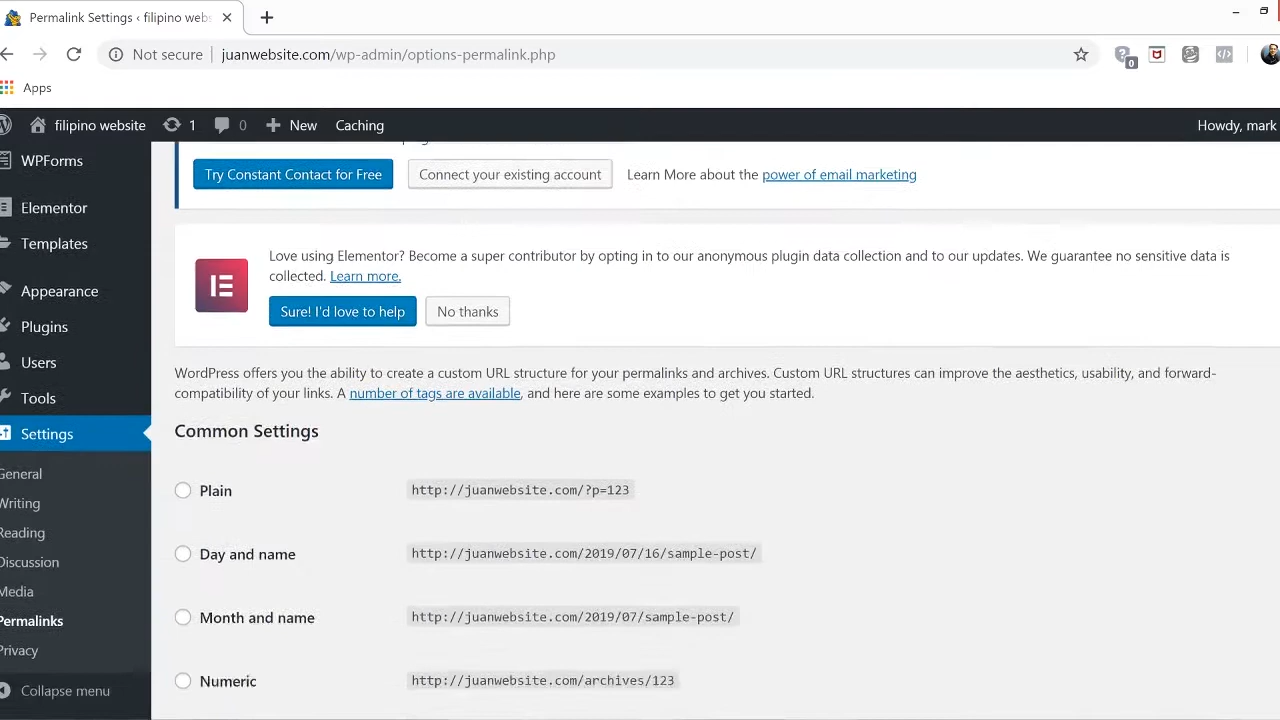 Permalink Settings ‹ filipino web
Not secure | juanwebsite.com/wp-admin/options-permalink.php
0
Apps
filipino website 1 0 New Caching Howdy, mark
WPForms
Elementor
Templates
Appearance
Plugins
Users
Tools
Settings
General
Writing
Reading
Discussion
Media
Permalinks
Privacy
Collapse menu
Try Constant Contact for Free Connect your existing account Learn More about the power of email marketing
Love using Elementor? Become a super contributor by opting in to our anonymous plugin data collection and to our updates. We guarantee no sensitive data is
collected. Learn more.
Sure! I'd love to help No thanks
WordPress offers you the ability to create a custom URL structure for your permalinks and archives. Custom URL structures can improve the aesthetics, usability, and forward-
compatibility of your links. A number of tags are available, and here are some examples to get you started.
Common Settings
Plain http://juanwebsite.com/?p=123
Day and name http://juanwebsite.com/2019/07/16/sample-post/
Month and name http://juanwebsite.com/2019/07/sample-post/
Numeric http://juanwebsite.com/archives/123